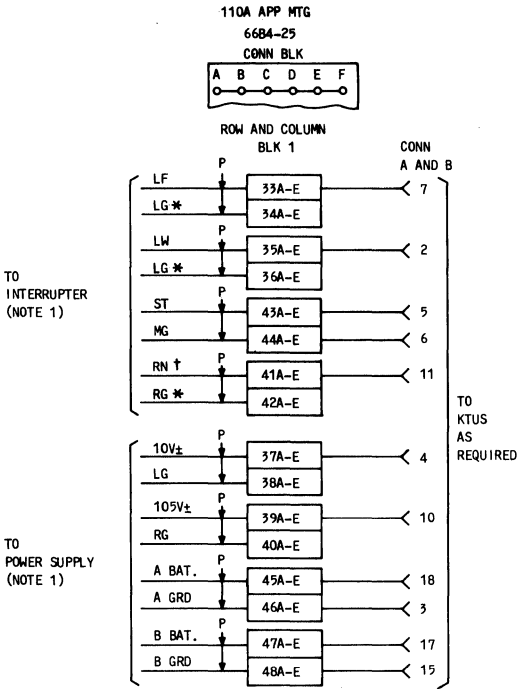 110A APP MTG
66B4-25
CONN BLK
A B C D E F
ROW AND COLUMN
BLK 1
CONN
A AND B
P
LF 33A-E 7
LG* 34A-E
P
LW 35A-E 2
LG* 36A-E
P
ST 43A-E 5
MG 44A-E 6
P
RN † 41A-E 11
RG* 42A-E
TO
INTERRUPTER
(NOTE 1)
TO
KTUS
AS
REQUIRED
P
10V± 37A-E 4
LG 38A-E
P
105V± 39A-E 10
RG 40A-E
P
A BAT. 45A-E 18
A GRD 46A-E 3
P
B BAT. 47A-E 17
B GRD 48A-E 15
TO
POWER SUPPLY
(NOTE 1)